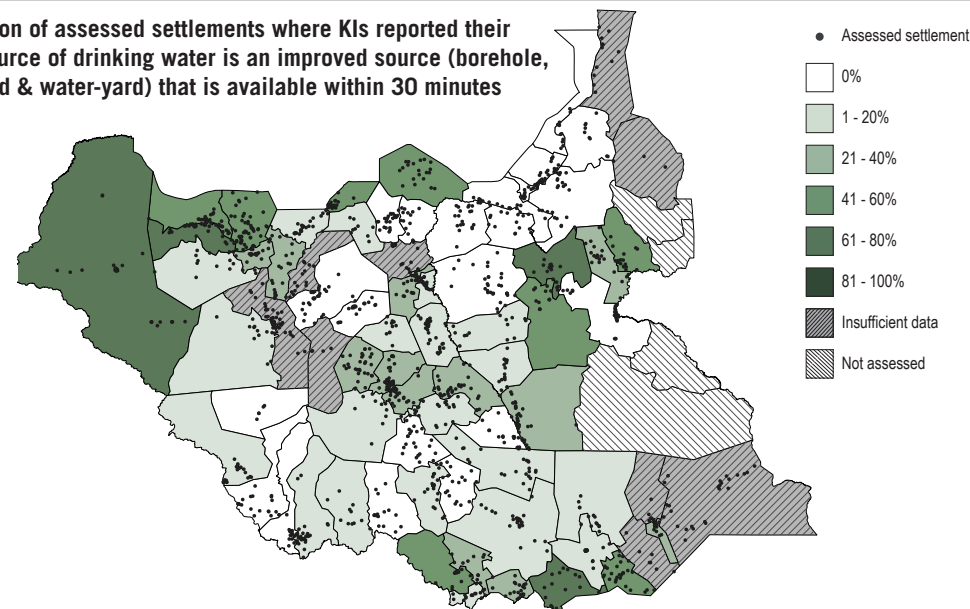 on of assessed settlements where KIs reported their
urce of drinking water is an improved source (borehole,
d & water-yard) that is available within 30 minutes
Assessed settlement
0%
1 - 20%
21 - 40%
41 - 60%
61 - 80%
81 - 100%
Insufficient data
Not assessed